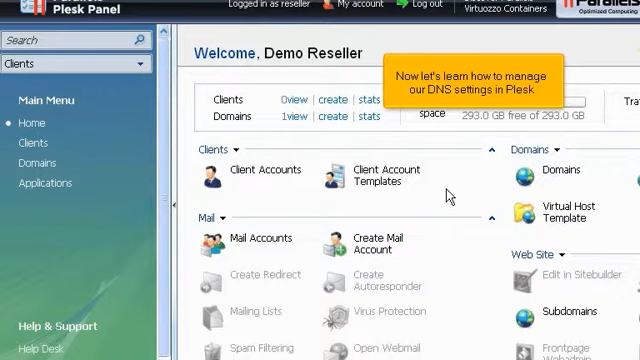 Plesk Panel
Logged in as reseller
My account
Log out
Virtuozzo Containers
Parallels
Optimized Computing
Search
Clients
Welcome, Demo Reseller
Now let's learn how to manage
our DNS settings in Plesk
Main Menu
Home
Clients
Domains
Applications
Clients 0view | create | stats
Domains 1view | create | stats
space 293.0 GB free of 293.0 GB
Clients
Domains
Client Accounts
Client Account
Templates
Domains
Virtual Host
Template
Mail
Mail Accounts
Create Mail
Account
Web Site
Create Redirect
Create
Autoresponder
Edit in Sitebuilder
Mailing Lists
Virus Protection
Subdomains
Help & Support
Help Desk
Spam Filtering
Open Webmail
Frontpage
Webadmin